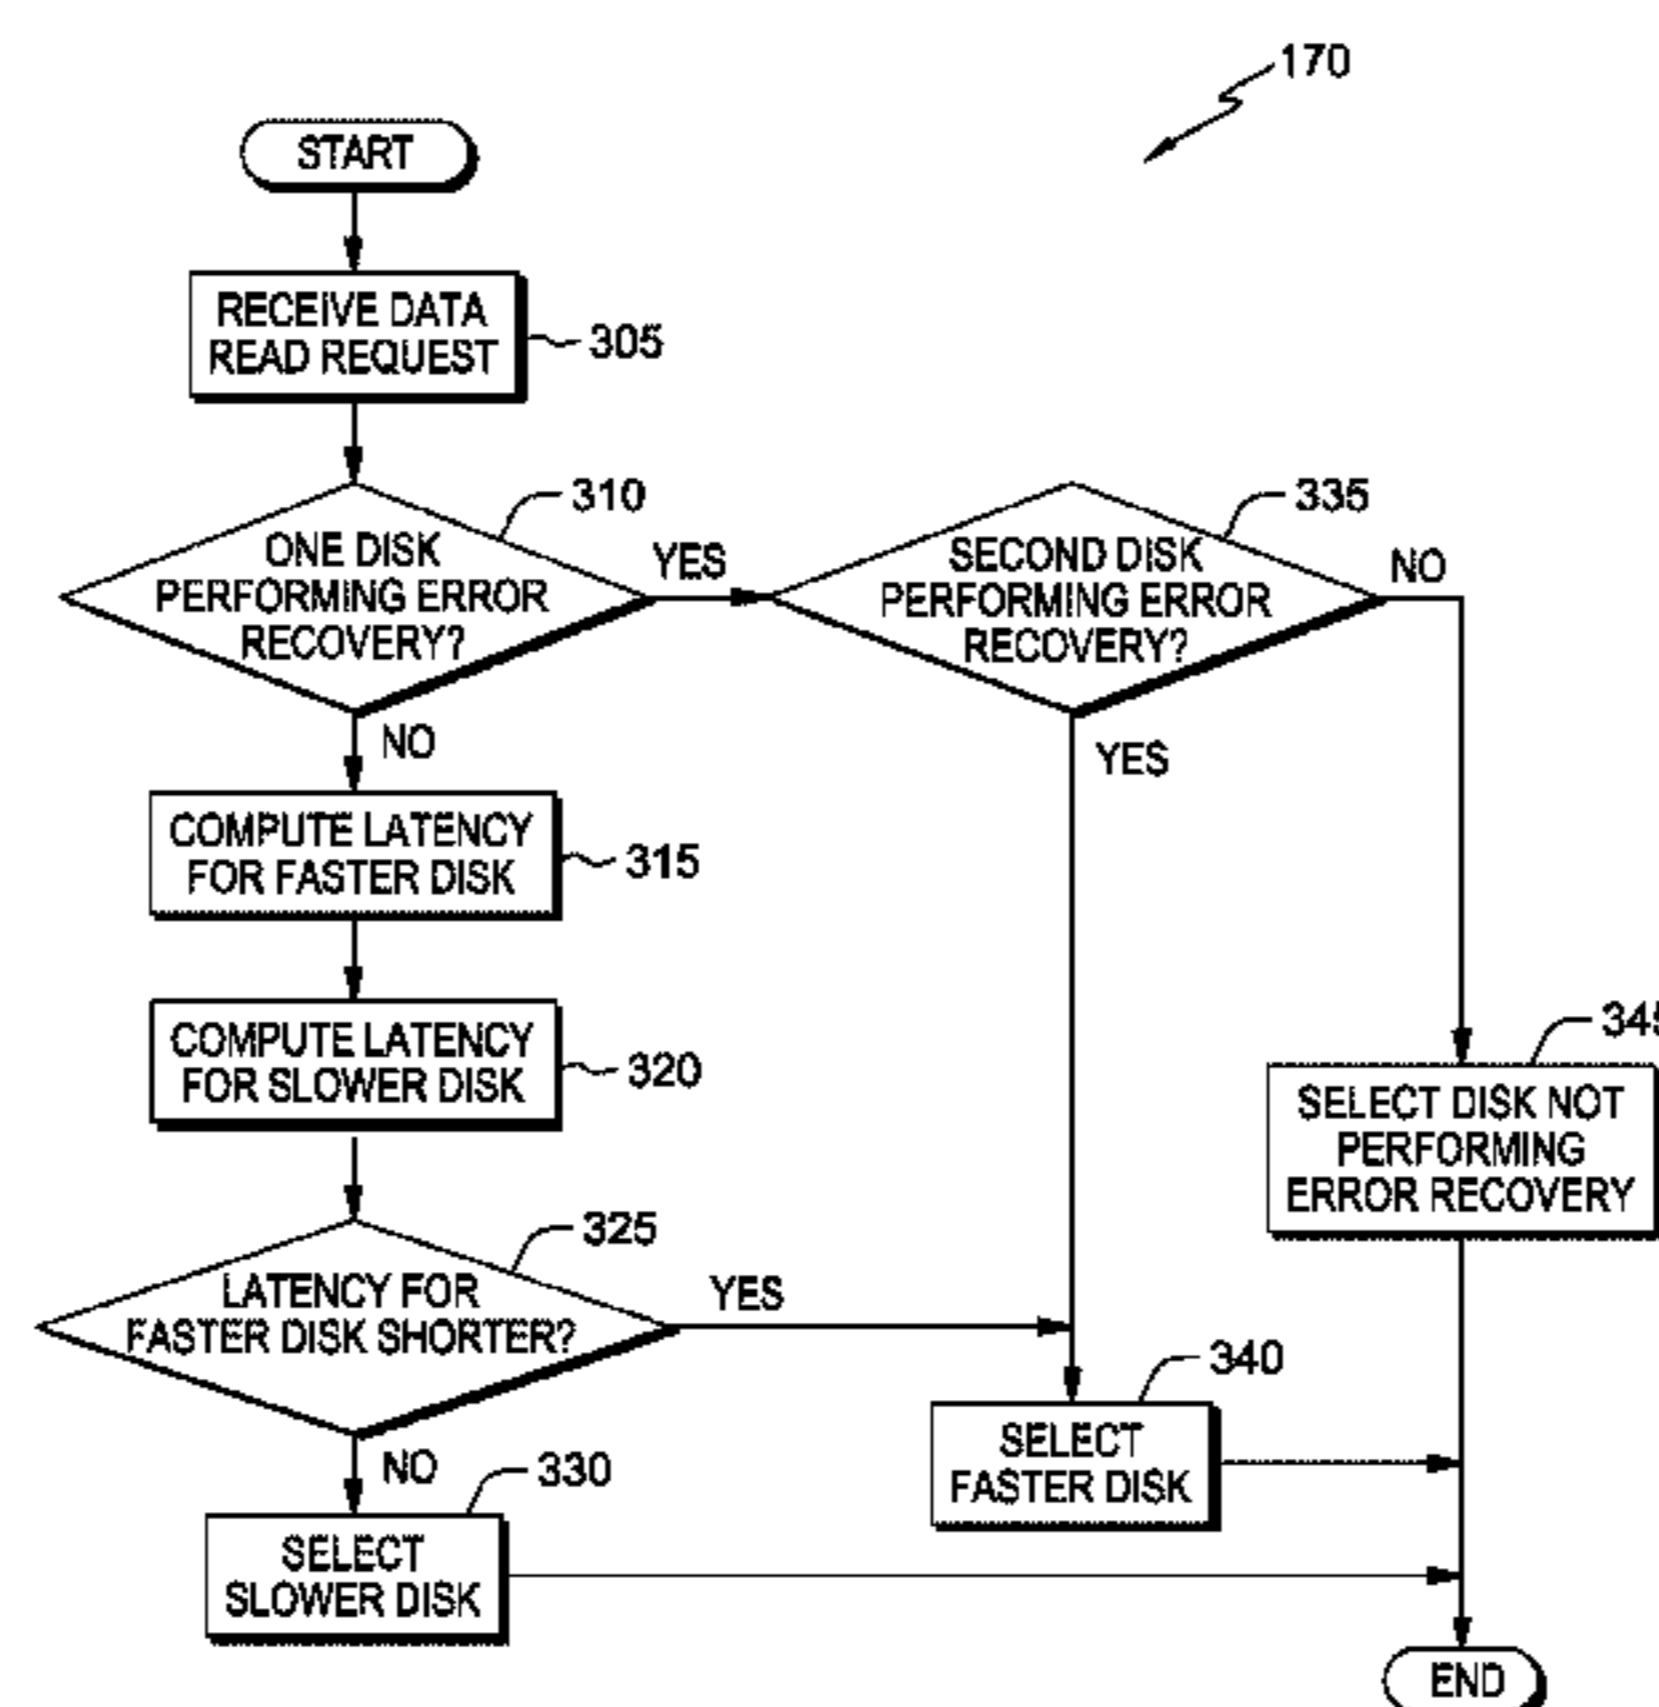 170
START
RECEIVE DATA
READ REQUEST
305
310
ONE DISK
PERFORMING ERROR
RECOVERY?
YES
335
SECOND DISK
PERFORMING ERROR
RECOVERY?
NO
NO
YES
COMPUTE LATENCY
FOR FASTER DISK
315
COMPUTE LATENCY
FOR SLOWER DISK
320
345
SELECT DISK NOT
PERFORMING
ERROR RECOVERY
325
LATENCY FOR
FASTER DISK SHORTER?
YES
340
SELECT
FASTER DISK
NO
330
SELECT
SLOWER DISK
END